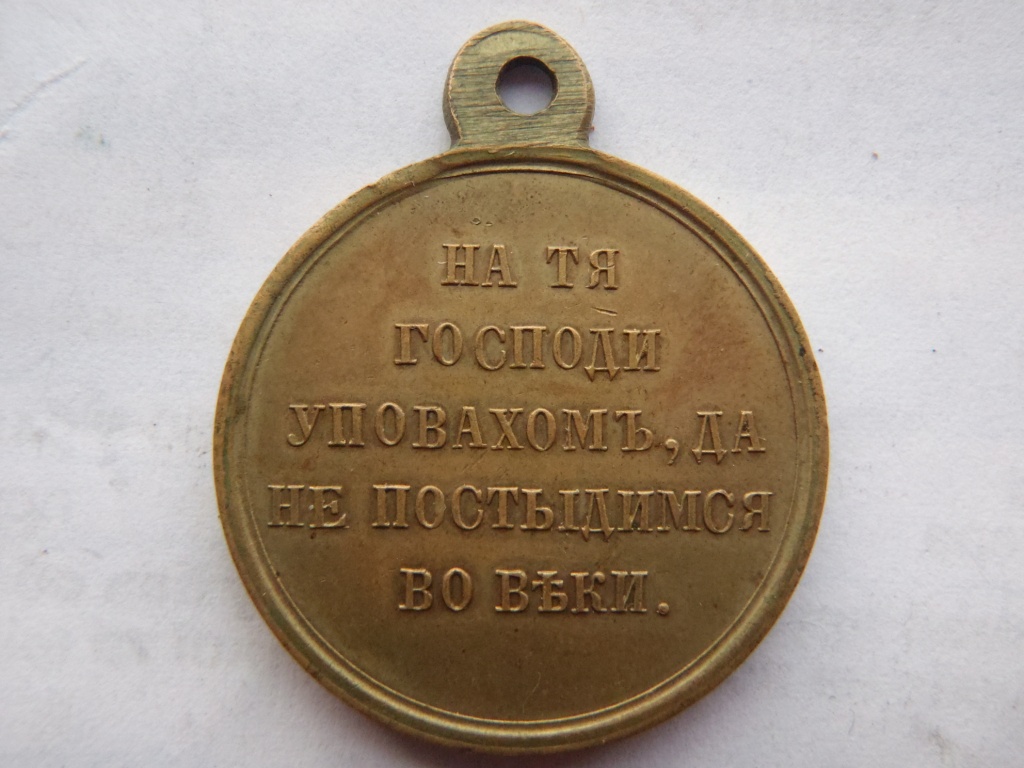 НА ТЯ
ГОСПОДИ
УПОВАХОМЪ, ДА
НЕ ПОСТЫДИМСЯ
ВО ВѢКИ.